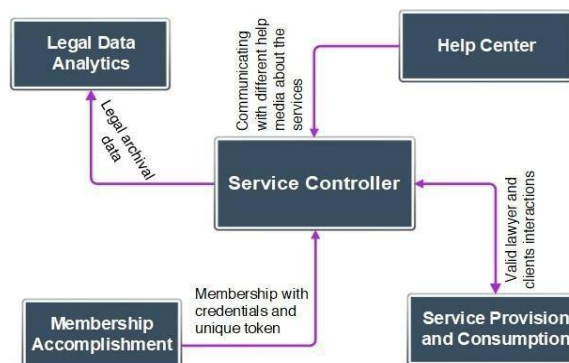 Legal Data
Analytics
Help Center
Communicating
with different help
media about the
services
Legal archival
data
Service Controller
Valid lawyer and
clients interactions
Membership with
credentials and
unique token
Membership
Accomplishment
Service Provision
and Consumption